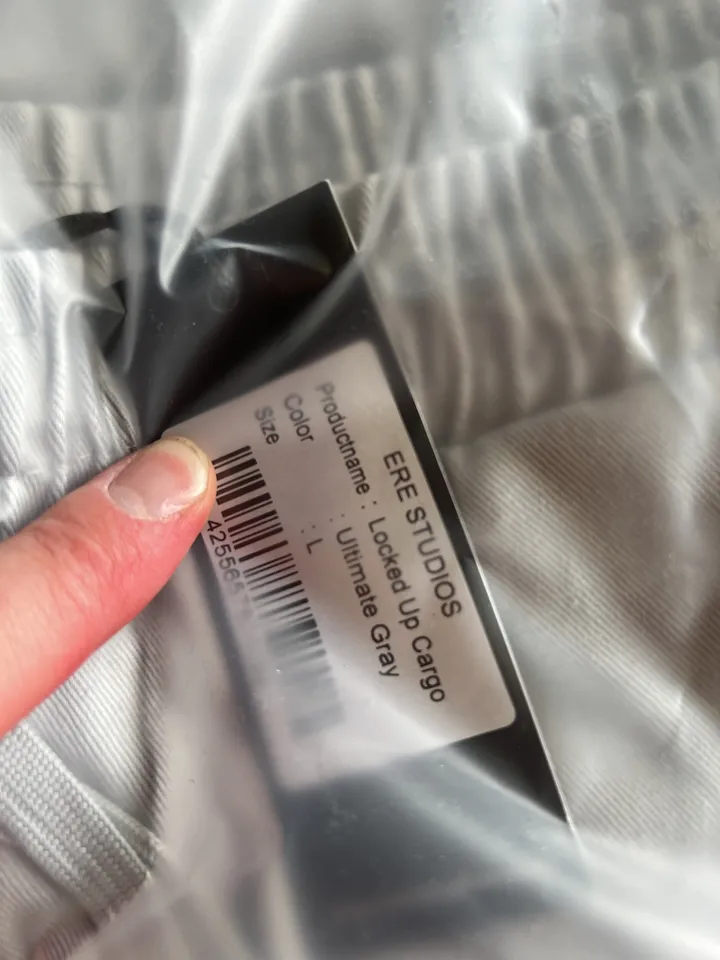 ERE STUDIOS
Productname : Locked Up Cargo
Color : Ultimate Gray
Size : L